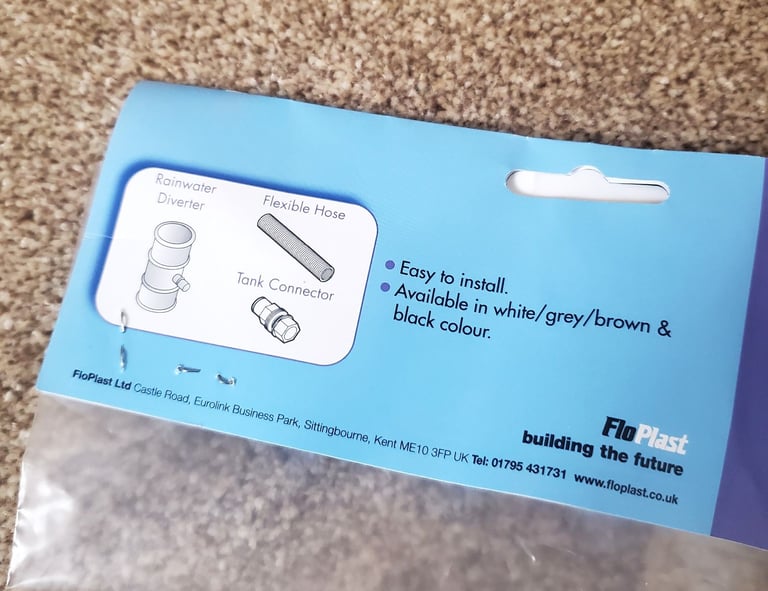 Rainwater
Diverter
Flexible Hose
Tank Connector
• Easy to install.
• Available in white/grey/brown &
black colour.
FloPlast
building the future
FloPlast Ltd Castle Road, Eurolink Business Park, Sittingbourne, Kent ME10 3FP UK Tel: 01795 431731 www.floplast.co.uk